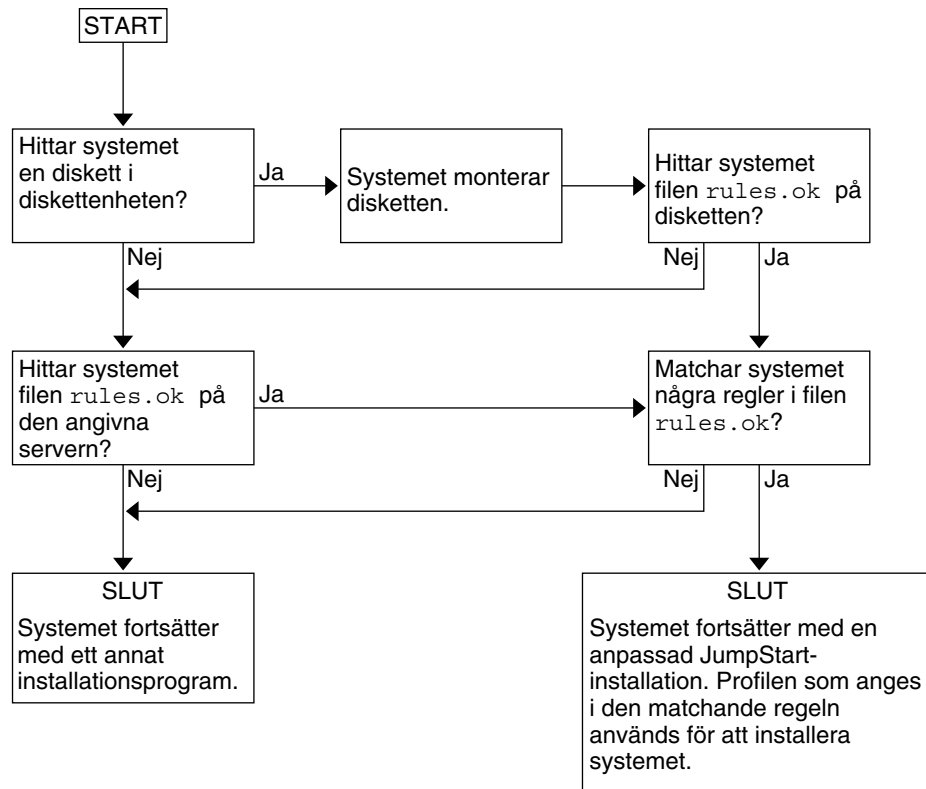 START
Hittar systemet
en diskett i
diskettenheten?
Ja
Systemet monterar
disketten.
Hittar systemet
filen rules.ok på
disketten?
Nej
Nej
Ja
Hittar systemet
filen rules.ok på
den angivna
servern?
Ja
Matchar systemet
några regler i filen
rules.ok?
Nej
Nej
Ja
SLUT
Systemet fortsätter
med ett annat
installationsprogram.
SLUT
Systemet fortsätter med en
anpassad JumpStart-
installation. Profilen som anges
i den matchande regeln
används för att installera
systemet.